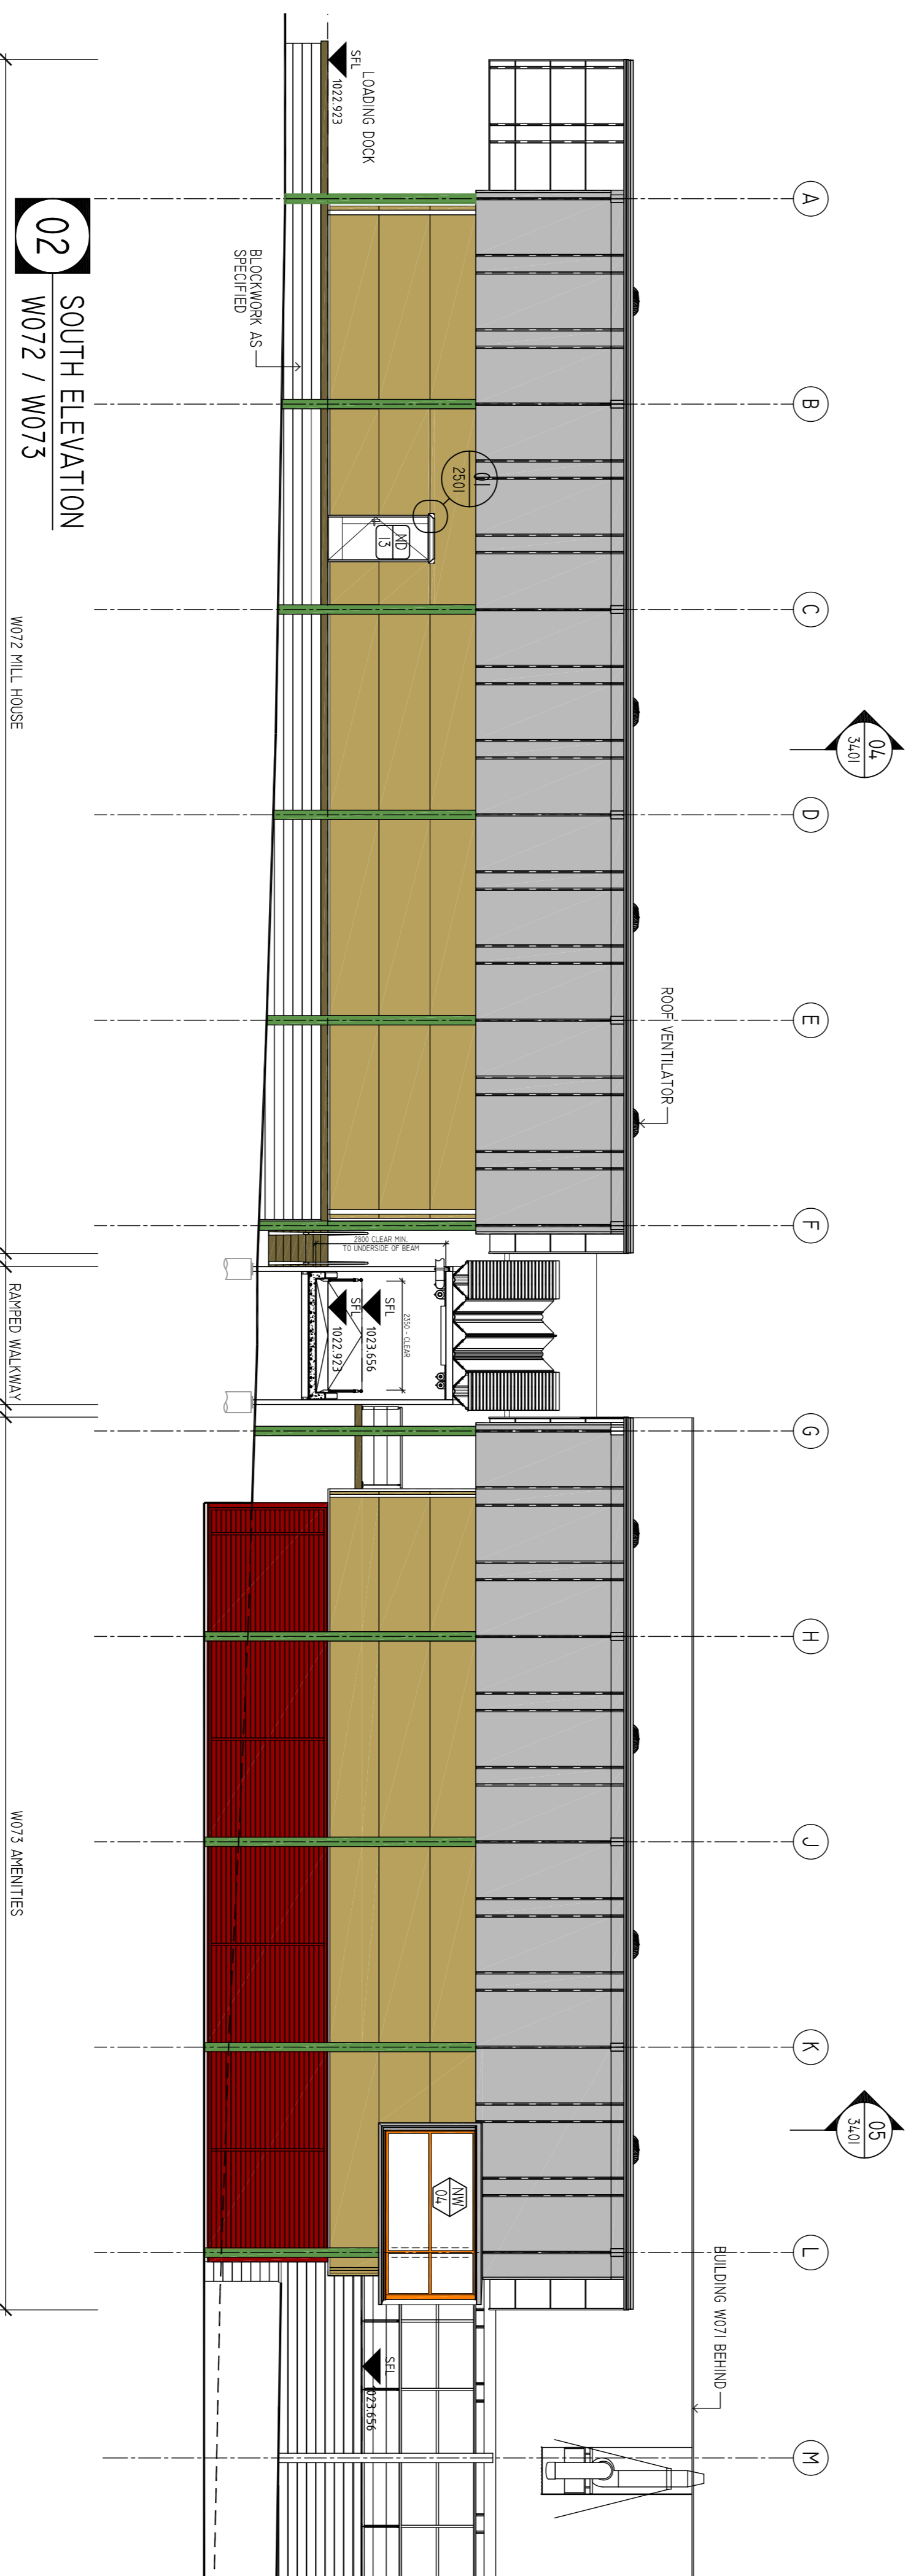 A
B
C
D
E
F
G
H
J
K
L
M
04
3401
05
3401
ROOF VENTILATOR
BUILDING W071 BEHIND
LOADING DOCK
SFL
1022.923
01
2501
ND
13
BLOCKWORK AS
SPECIFIED
2800 CLEAR MIN.
TO UNDERSIDE OF BEAM
2350 - CLEAR
SFL
1023.656
SFL
1022.923
NW
04
SFL
1023.656
02
SOUTH ELEVATION
W072 / W073
W072 MILL HOUSE
RAMPED WALKWAY
W073 AMENITIES